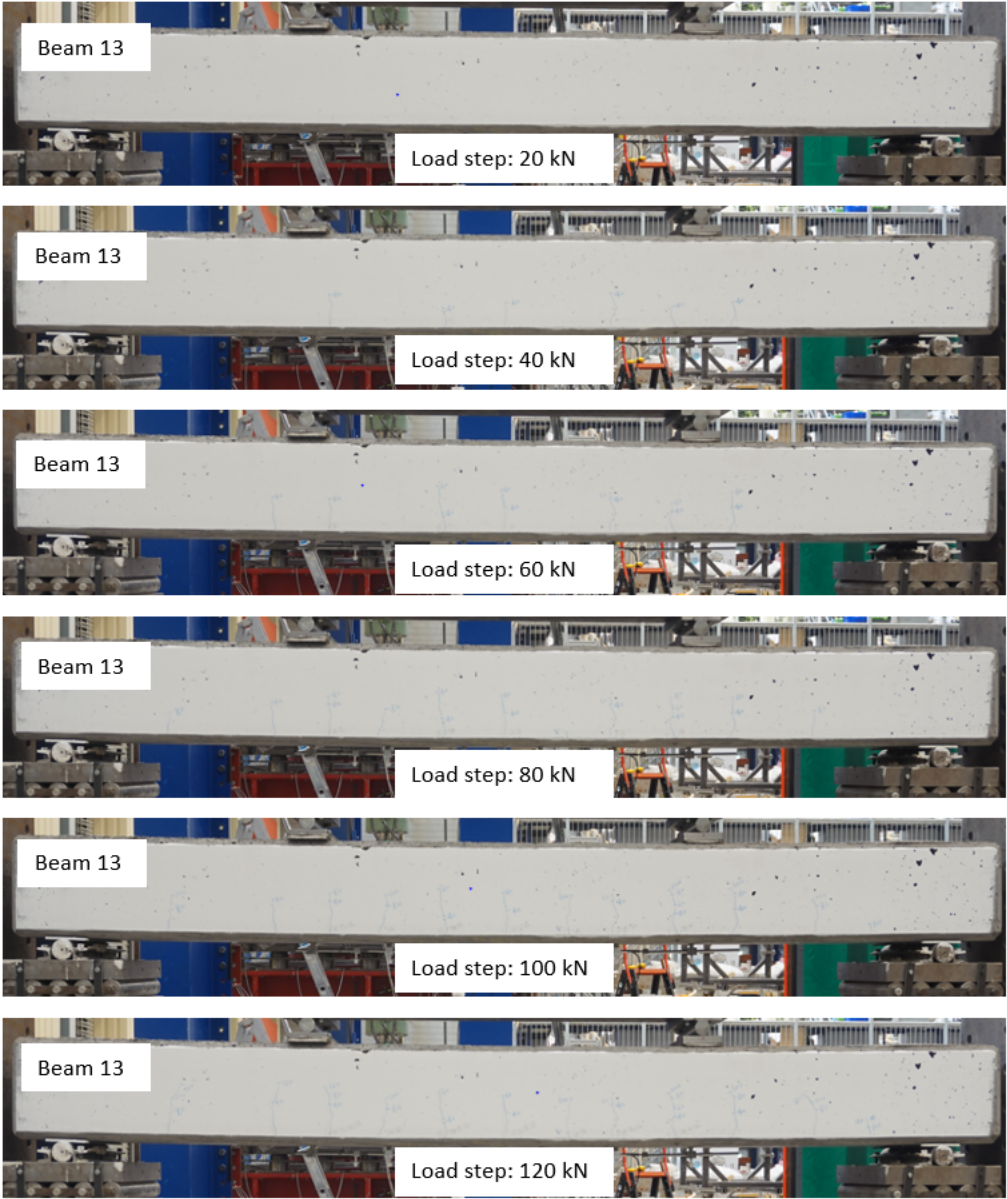 Beam 13
Load step: 20 kN
Beam 13
Load step: 40 kN
Beam 13
Load step: 60 kN
Beam 13
Load step: 80 kN
Beam 13
Load step: 100 kN
Beam 13
Load step: 120 kN